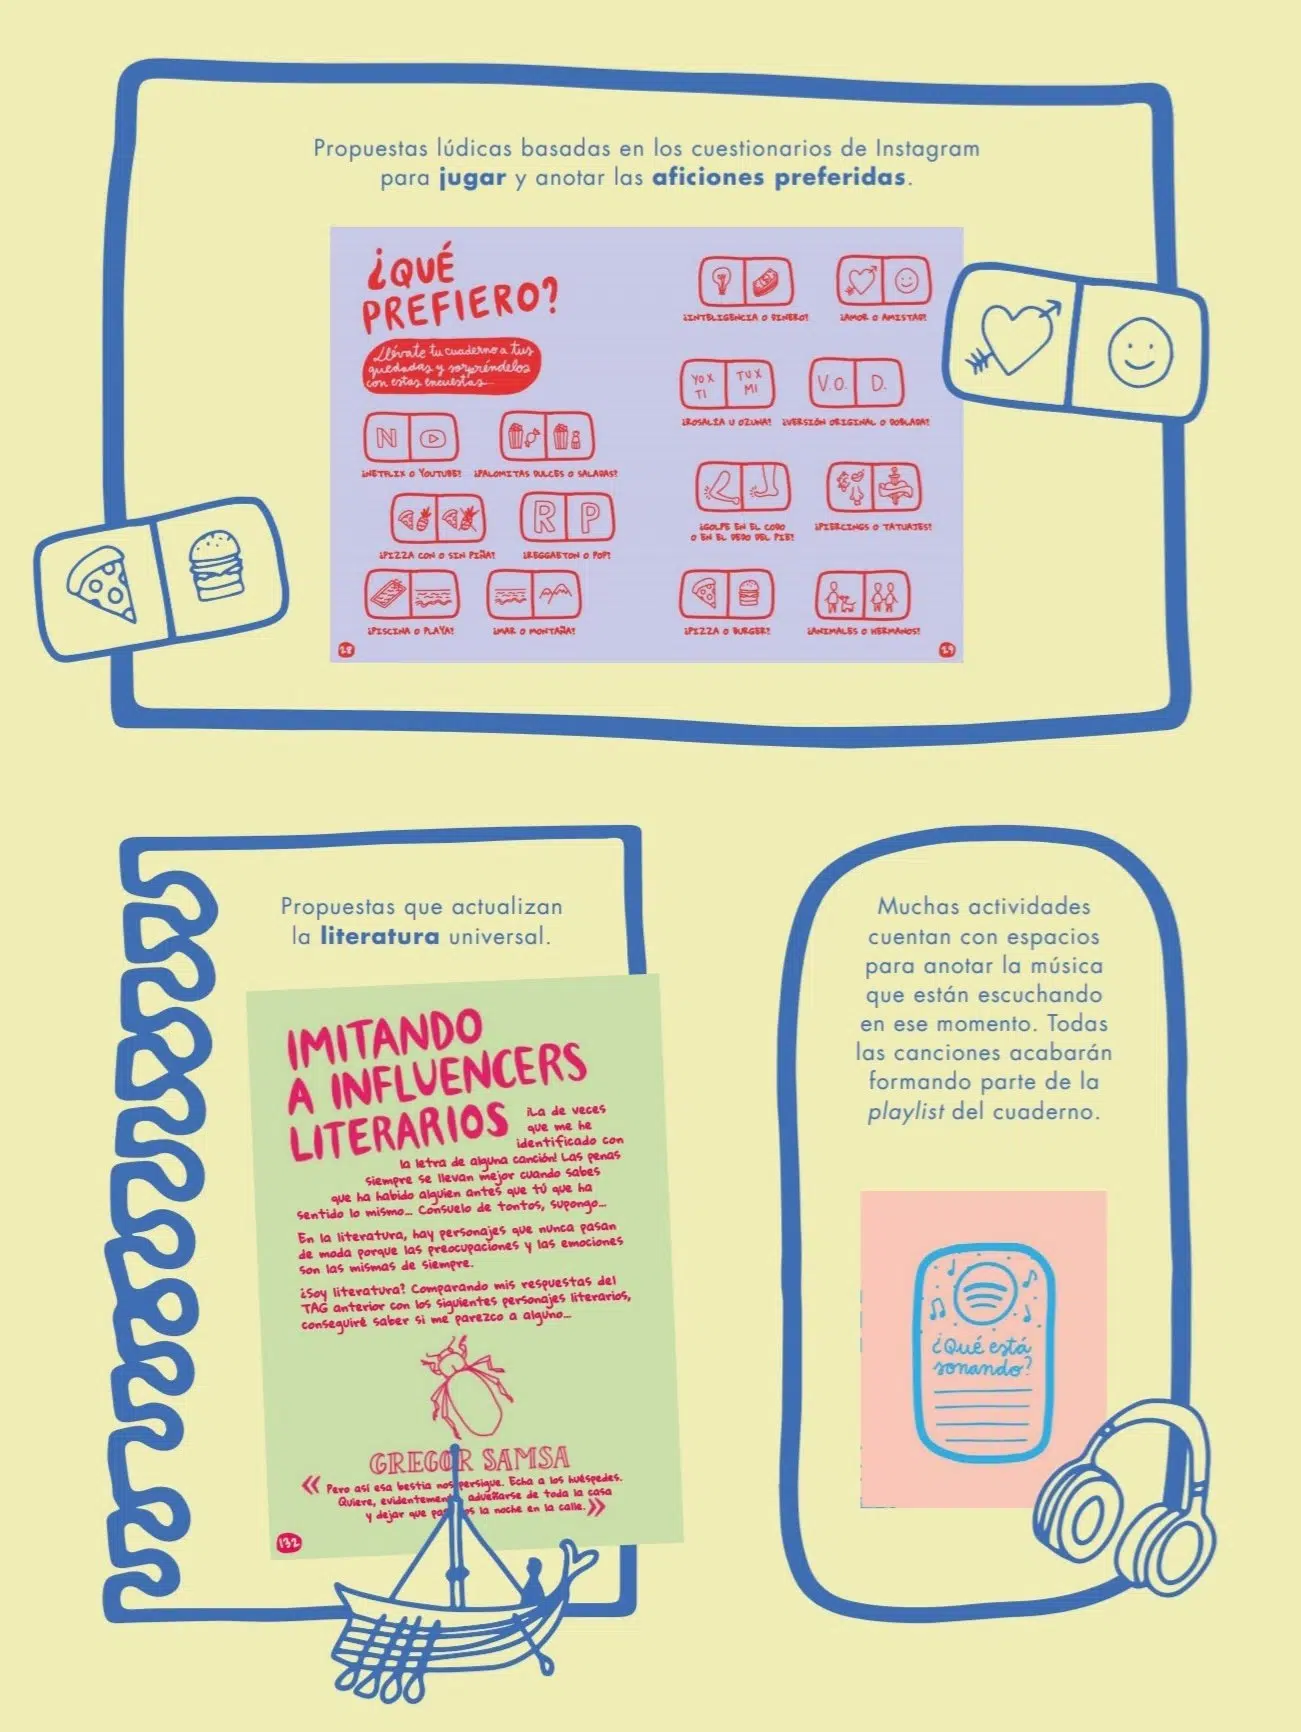 Propuestas lúdicas basadas en los cuestionarios de Instagram
para jugar y anotar las aficiones preferidas.
¿QUÉ
PREFIERO?
Llévate tu cuaderno a tus
quedadas y sorpréndelos
con estas encuestas...
N
¿NETFLIX O YOUTUBE?
¿PALOMITAS DULCES O SALADAS?
¿PIZZA CON O SIN PIÑA?
R P
¿REGGAETON O POP?
¿PISCINA O PLAYA?
¿MAR O MONTAÑA?
28
¿INTELIGENCIA O DINERO?
¿AMOR O AMISTAD?
YO X
TI
TU X
MI
¿ROSALÍA U OZUNA?
V.O. D.
¿VERSIÓN ORIGINAL O DOBLADA?
¿GOLPE EN EL CODO
O EN EL DEDO DEL PIE?
¿PIERCINGS O TATUAJES?
¿PIZZA O BURGER?
¿ANIMALES O HERMANOS?
29
Propuestas que actualizan
la literatura universal.
IMITANDO
A INFLUENCERS
LITERARIOS
¡La de veces
que me he
identificado con
la letra de alguna canción! Las penas
siempre se llevan mejor cuando sabes
que ha habido alguien antes que tú que ha
sentido lo mismo... Consuelo de tontos, supongo...
En la literatura, hay personajes que nunca pasan
de moda porque las preocupaciones y las emociones
son las mismas de siempre.
¿Soy literatura? Comparando mis respuestas del
TAG anterior con los siguientes personajes literarios,
conseguiré saber si me parezco a alguno...
GREGOR SAMSA
« Pero así esa bestia nos persigue. Echa a los huéspedes.
Quiere, evidentemente, adueñarse de toda la casa
y dejar que pasemos la noche en la calle. »
132
Muchas actividades
cuentan con espacios
para anotar la música
que están escuchando
en ese momento. Todas
las canciones acabarán
formando parte de la
playlist del cuaderno.
¿Qué está
sonando?